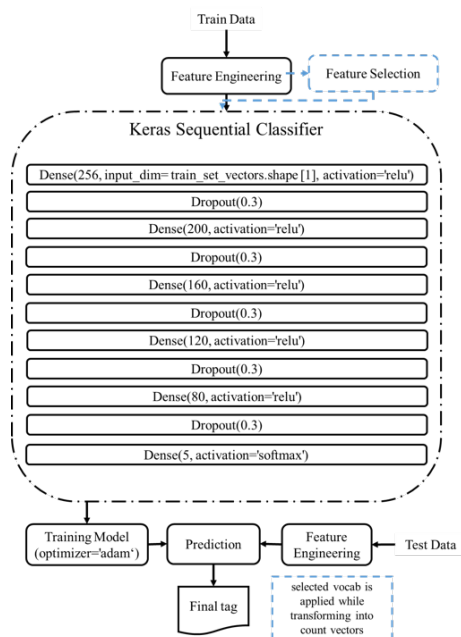 Train Data
Feature Engineering
Feature Selection
Keras Sequential Classifier
Dense(256, input_dim= train_set_vectors.shape [1], activation='relu')
Dropout(0.3)
Dense(200, activation='relu')
Dropout(0.3)
Dense(160, activation='relu')
Dropout(0.3)
Dense(120, activation='relu')
Dropout(0.3)
Dense(80, activation='relu')
Dropout(0.3)
Dense(5, activation='softmax')
Training Model
(optimizer='adam‘)
Prediction
Feature
Engineering
Test Data
Final tag
selected vocab is
applied while
transforming into
count vectors